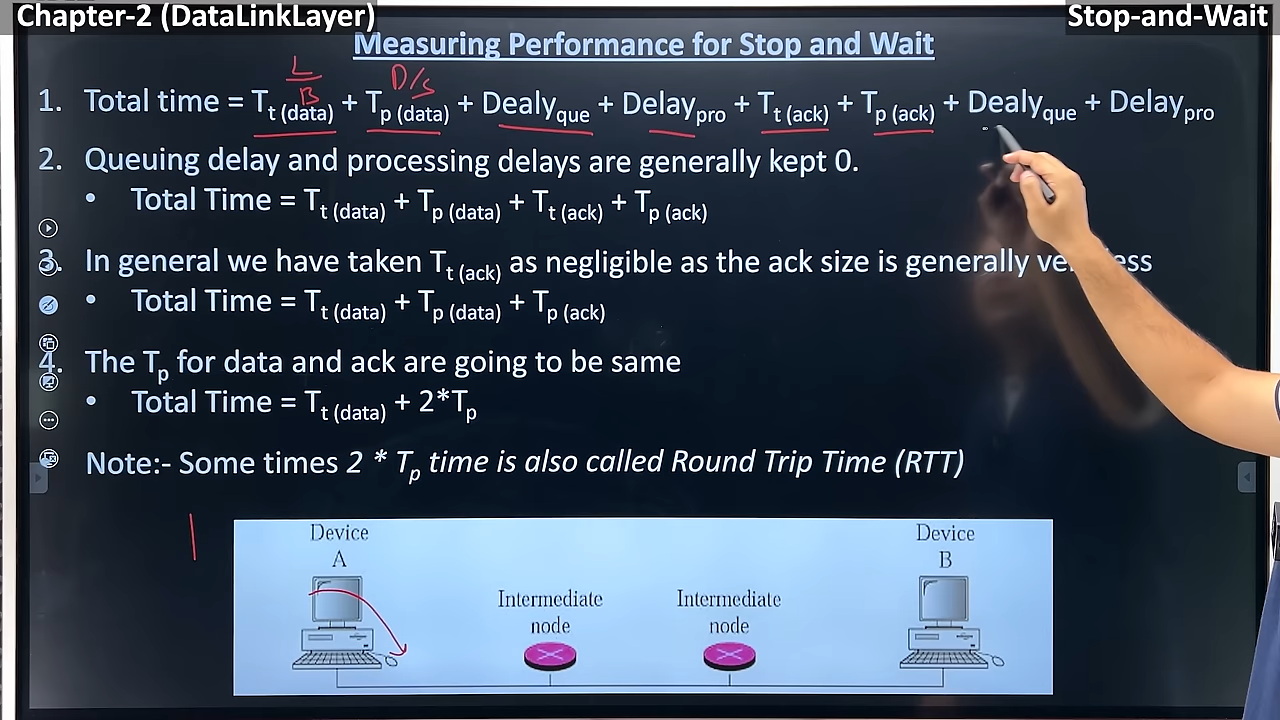 Chapter-2 (DataLinkLayer)
Stop-and-Wait
Measuring Performance for Stop and Wait
L
B
D/s
1. Total time = Tt (data) + Tp (data) + Dealyque + Delaypro + Tt (ack) + Tp (ack) + Dealyque + Delaypro
2. Queuing delay and processing delays are generally kept 0.
• Total Time = Tt (data) + Tp (data) + Tt (ack) + Tp (ack)
3. In general we have taken Tt (ack) as negligible as the ack size is generally
• Total Time = Tt (data) + Tp (data) + Tp (ack)
4. The Tp for data and ack are going to be same
• Total Time = Tt (data) + 2*Tp
Note:- Some times 2 * Tp time is also called Round Trip Time (RTT)
Device
A
Intermediate
node
Intermediate
node
Device
B